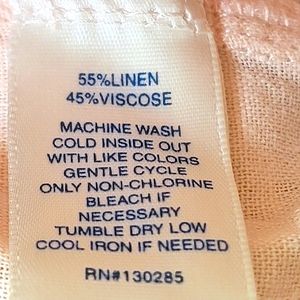 55%LINEN
45%VISCOSE
MACHINE WASH
COLD INSIDE OUT
WITH LIKE COLORS
GENTLE CYCLE
ONLY NON-CHLORINE
BLEACH IF
NECESSARY
TUMBLE DRY LOW
COOL IRON IF NEEDED
RN#130285